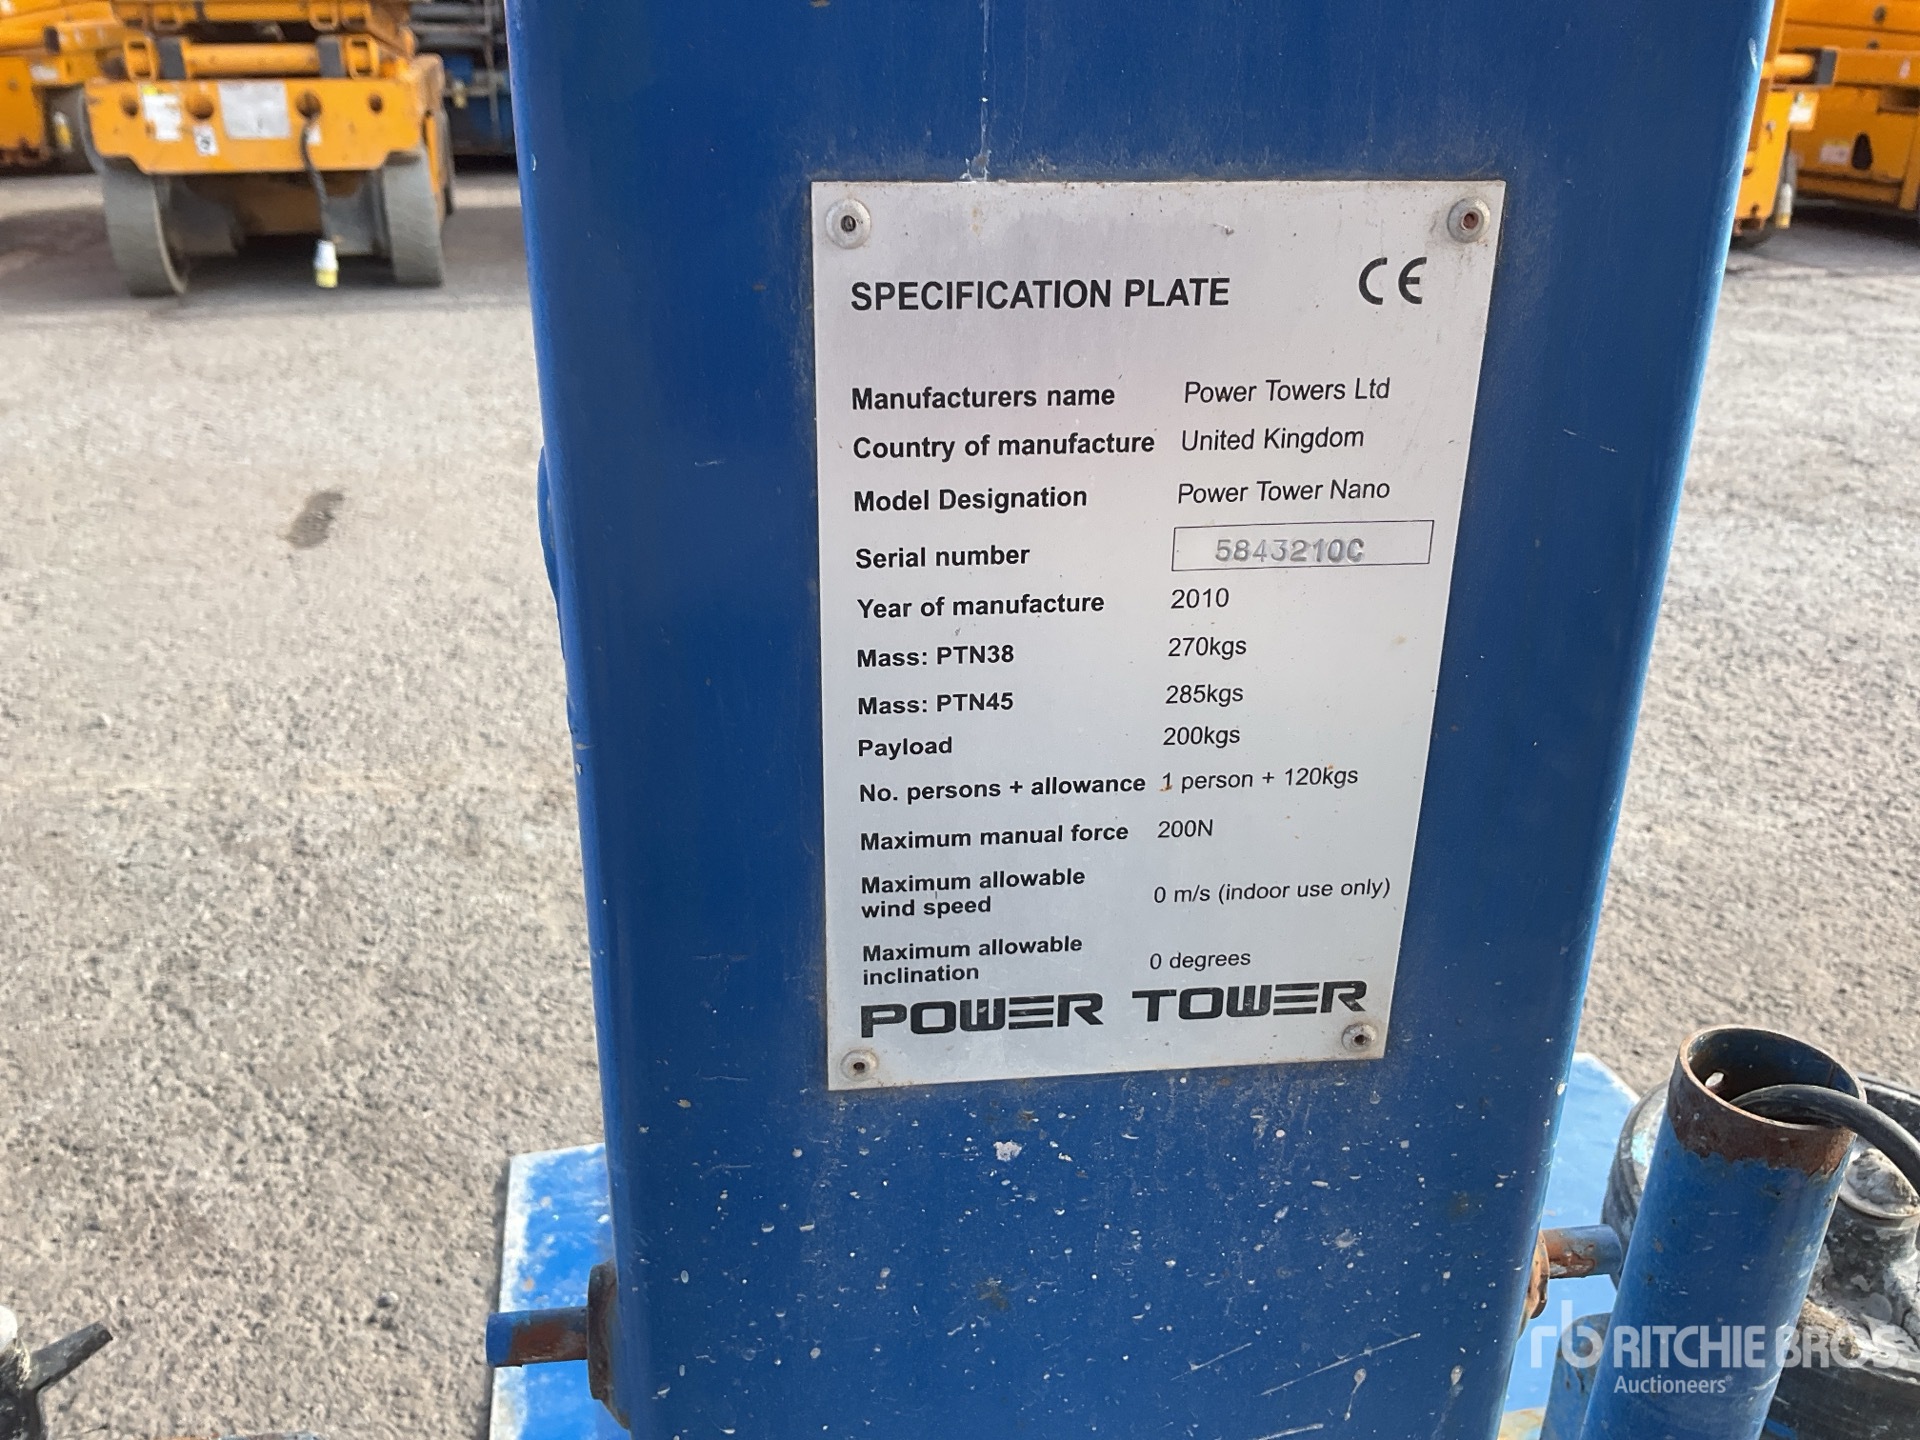 SPECIFICATION PLATE CE
Manufacturers name Power Towers Ltd
Country of manufacture United Kingdom
Model Designation Power Tower Nano
Serial number 5843210C
Year of manufacture 2010
Mass: PTN38 270kgs
Mass: PTN45 285kgs
Payload 200kgs
No. persons + allowance 1 person + 120kgs
Maximum manual force 200N
Maximum allowable
wind speed 0 m/s (indoor use only)
Maximum allowable
inclination 0 degrees
POWER TOWER
rb RITCHIE BROS
Auctioneers